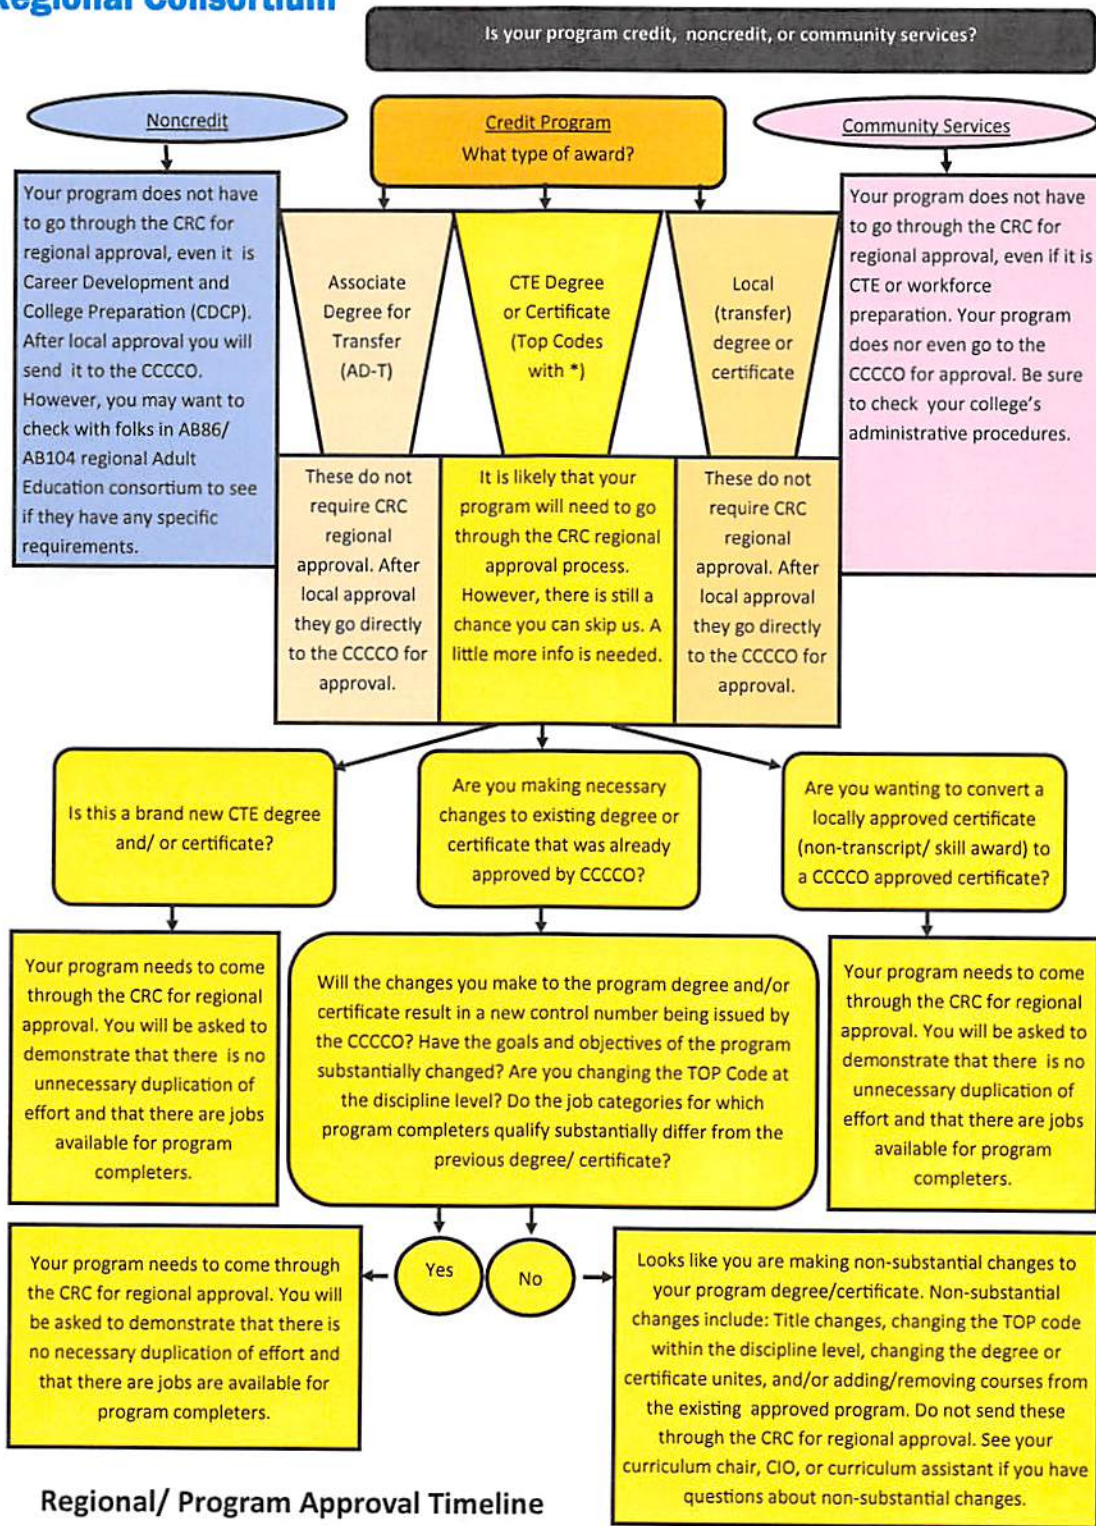 Regional Consortium
Is your program credit, noncredit, or community services?
Noncredit
Your program does not have
to go through the CRC for
regional approval, even it is
Career Development and
College Preparation (CDCP).
After local approval you will
send it to the CCCCO.
However, you may want to
check with folks in AB86/
AB104 regional Adult
Education consortium to see
if they have any specific
requirements.
Credit Program
What type of award?
Associate
Degree for
Transfer
(AD-T)
These do not
require CRC
regional
approval. After
local approval
they go directly
to the CCCCO for
approval.
CTE Degree
or Certificate
(Top Codes
with *)
It is likely that your
program will need to go
through the CRC regional
approval process.
However, there is still a
chance you can skip us. A
little more info is needed.
Local
(transfer)
degree or
certificate
These do not
require CRC
regional
approval. After
local approval
they go directly
to the CCCCO for
approval.
Community Services
Your program does not have
to go through the CRC for
regional approval, even if it is
CTE or workforce
preparation. Your program
does nor even go to the
CCCCO for approval. Be sure
to check your college's
administrative procedures.
Is this a brand new CTE degree
and/ or certificate?
Your program needs to come
through the CRC for regional
approval. You will be asked to
demonstrate that there is no
unnecessary duplication of
effort and that there are jobs
available for program
completers.
Are you making necessary
changes to existing degree or
certificate that was already
approved by CCCCO?
Will the changes you make to the program degree and/or
certificate result in a new control number being issued by
the CCCCO? Have the goals and objectives of the program
substantially changed? Are you changing the TOP Code at
the discipline level? Do the job categories for which
program completers qualify substantially differ from the
previous degree/ certificate?
Are you wanting to convert a
locally approved certificate
(non-transcript/ skill award) to
a CCCCO approved certificate?
Your program needs to come
through the CRC for regional
approval. You will be asked to
demonstrate that there is no
unnecessary duplication of
effort and that there are jobs
available for program
completers.
Yes
No
Your program needs to come through
the CRC for regional approval. You will
be asked to demonstrate that there is
no necessary duplication of effort and
that there are jobs are available for
program completers.
Looks like you are making non-substantial changes to
your program degree/certificate. Non-substantial
changes include: Title changes, changing the TOP code
within the discipline level, changing the degree or
certificate unites, and/or adding/removing courses from
the existing approved program. Do not send these
through the CRC for regional approval. See your
curriculum chair, CIO, or curriculum assistant if you have
questions about non-substantial changes.
Regional/ Program Approval Timeline